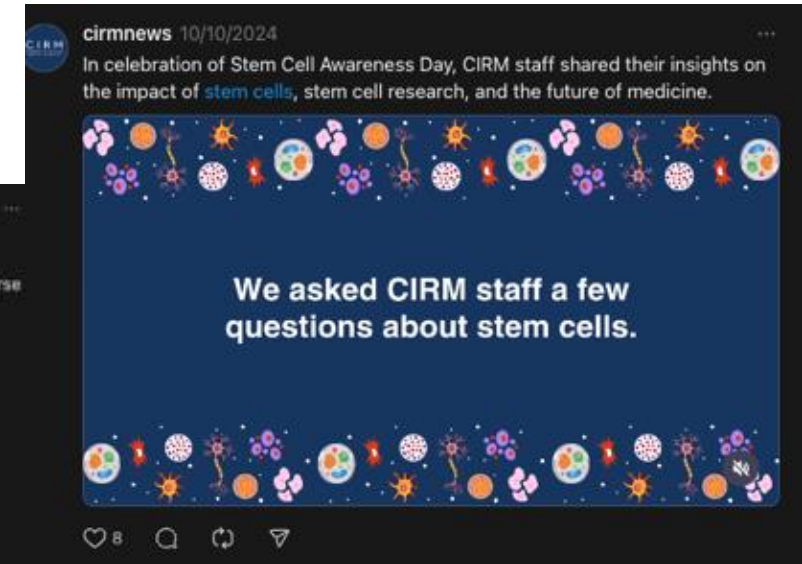 CIRM
cirmnews 10/10/2024
In celebration of Stem Cell Awareness Day, CIRM staff shared their insights on
the impact of stem cells, stem cell research, and the future of medicine.
rse
We asked CIRM staff a few
questions about stem cells.
8